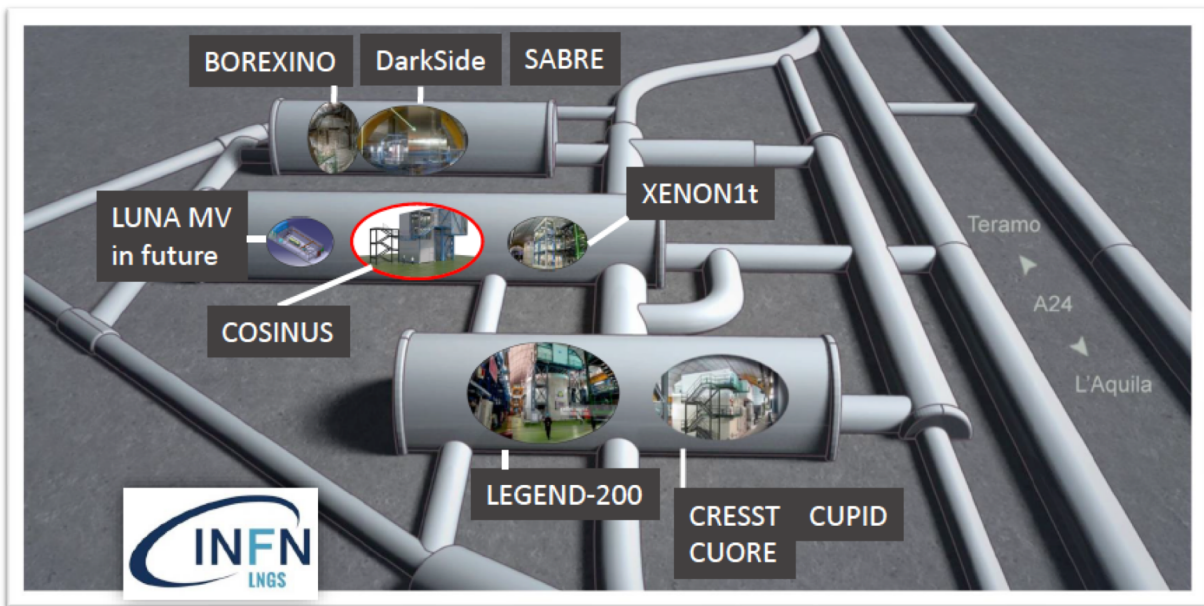 BOREXINO
DarkSide
SABRE
XENON1t
LUNA MV
in future
Teramo
A24
COSINUS
L'Aquila
LEGEND-200
CRESST CUPID
CUORE
INFN
LNGS